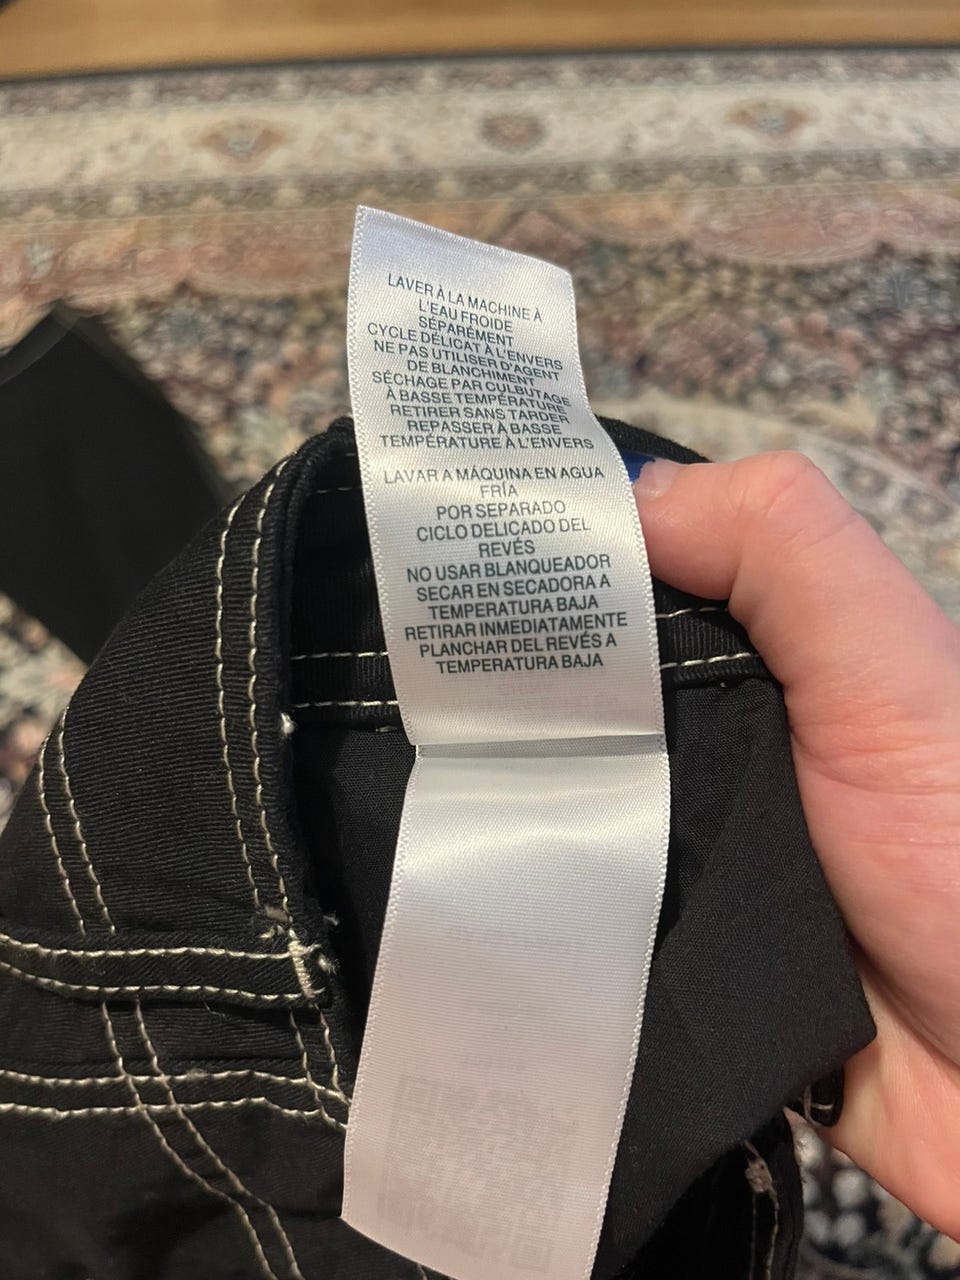 LAVER À LA MACHINE À
L'EAU FROIDE
SÉPARÉMENT
CYCLE DÉLICAT À L'ENVERS
NE PAS UTILISER D'AGENT
DE BLANCHIMENT
SÉCHAGE PAR CULBUTAGE
À BASSE TEMPÉRATURE
RETIRER SANS TARDER
REPASSER À BASSE
TEMPÉRATURE À L'ENVERS
LAVAR A MÁQUINA EN AGUA
FRÍA
POR SEPARADO
CICLO DELICADO DEL
REVÉS
NO USAR BLANQUEADOR
SECAR EN SECADORA A
TEMPERATURA BAJA
RETIRAR INMEDIATAMENTE
PLANCHAR DEL REVÉS A
TEMPERATURA BAJA